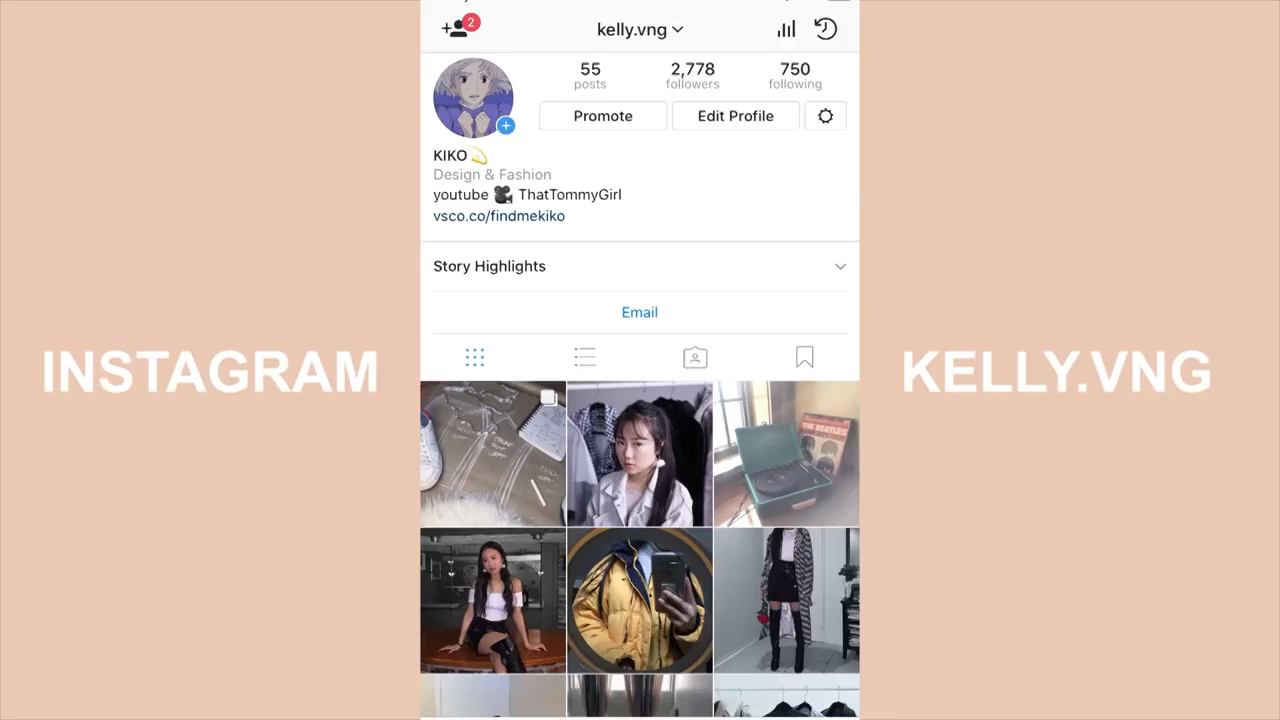 2
kelly.vng
55
2,778
750
posts
followers
following
Promote
Edit Profile
KIKO💫
Design & Fashion
youtube 🎥 ThatTommyGirl
vsco.co/findmekiko
Story Highlights
Email
INSTAGRAM
KELLY.VNG
THE BEATLES